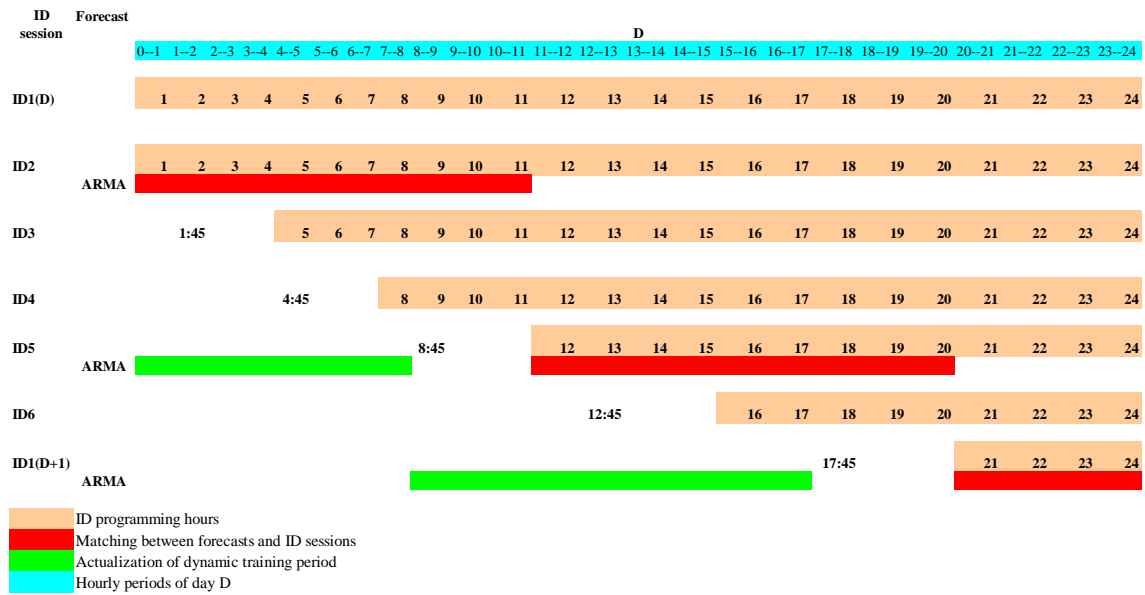 ID session Forecast
D
0--1 1--2 2--3 3--4 4--5 5--6 6--7 7--8 8--9 9--10 10--11 11--12 12--13 13--14 14--15 15--16 16--17 17--18 18--19 19--20 20--21 21--22 22--23 23--24
ID1(D) 1 2 3 4 5 6 7 8 9 10 11 12 13 14 15 16 17 18 19 20 21 22 23 24
ID2 1 2 3 4 5 6 7 8 9 10 11 12 13 14 15 16 17 18 19 20 21 22 23 24
ARMA
ID3 1:45 5 6 7 8 9 10 11 12 13 14 15 16 17 18 19 20 21 22 23 24
ID4 4:45 8 9 10 11 12 13 14 15 16 17 18 19 20 21 22 23 24
ID5 8:45 12 13 14 15 16 17 18 19 20 21 22 23 24
ARMA
ID6 12:45 16 17 18 19 20 21 22 23 24
ID1(D+1) 17:45 21 22 23 24
ARMA
ID programming hours
Matching between forecasts and ID sessions
Actualization of dynamic training period
Hourly periods of day D